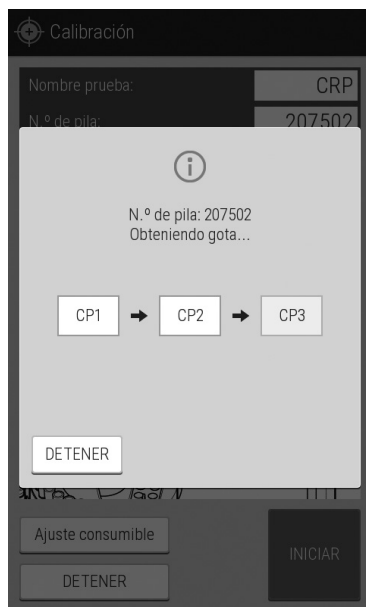 Calibración
Nombre prueba:
CRP
N.º de pila:
207502
N.º de pila: 207502
Obteniendo gota...
CP1
CP2
CP3
DETENER
Ajuste consumible
INICIAR
DETENER